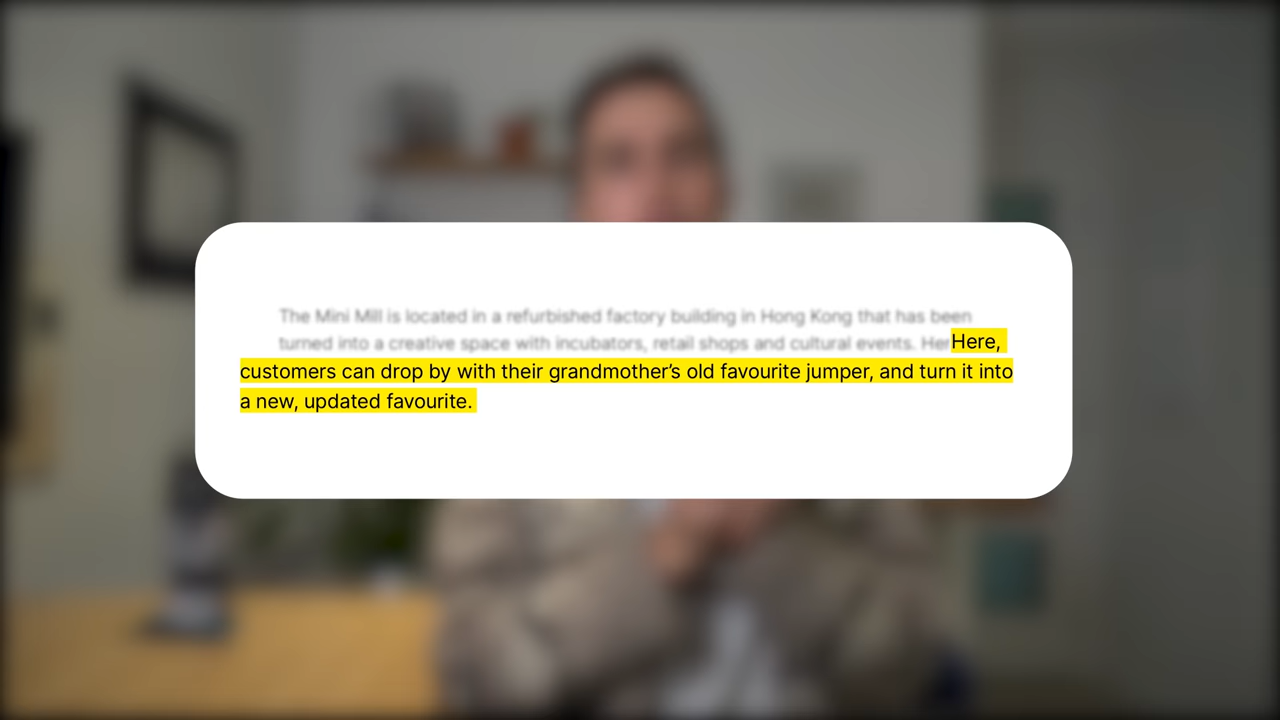 The Mini Mill is located in a refurbished factory building in Hong Kong that has been
turned into a creative space with incubators, retail shops and cultural events. Her Here,
customers can drop by with their grandmother’s old favourite jumper, and turn it into
a new, updated favourite.